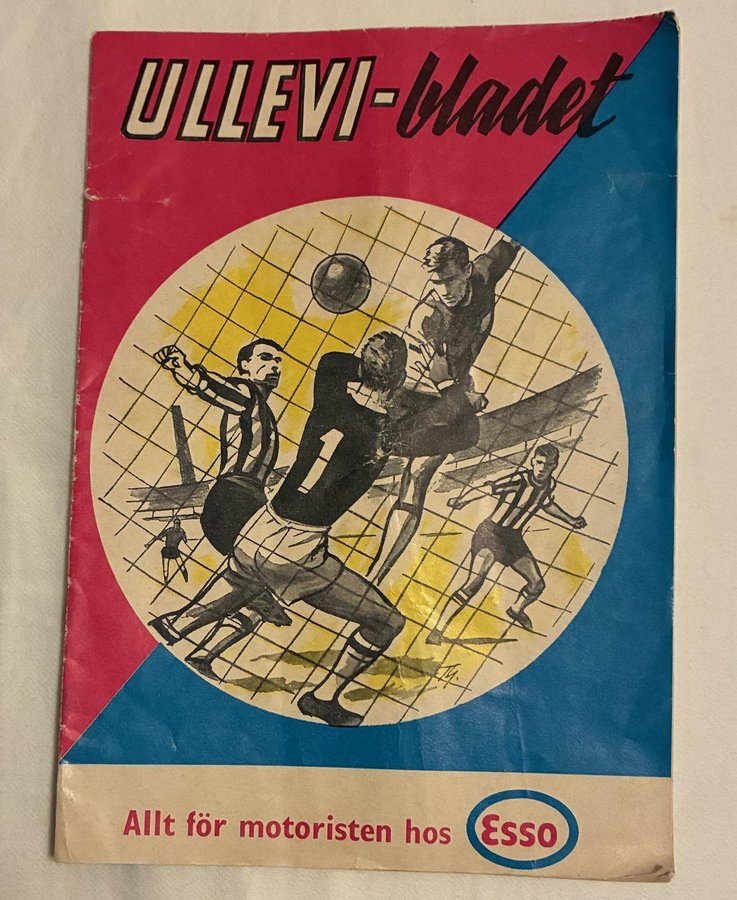 ULLEVI-bladet
1
Allt för motoristen hos Esso